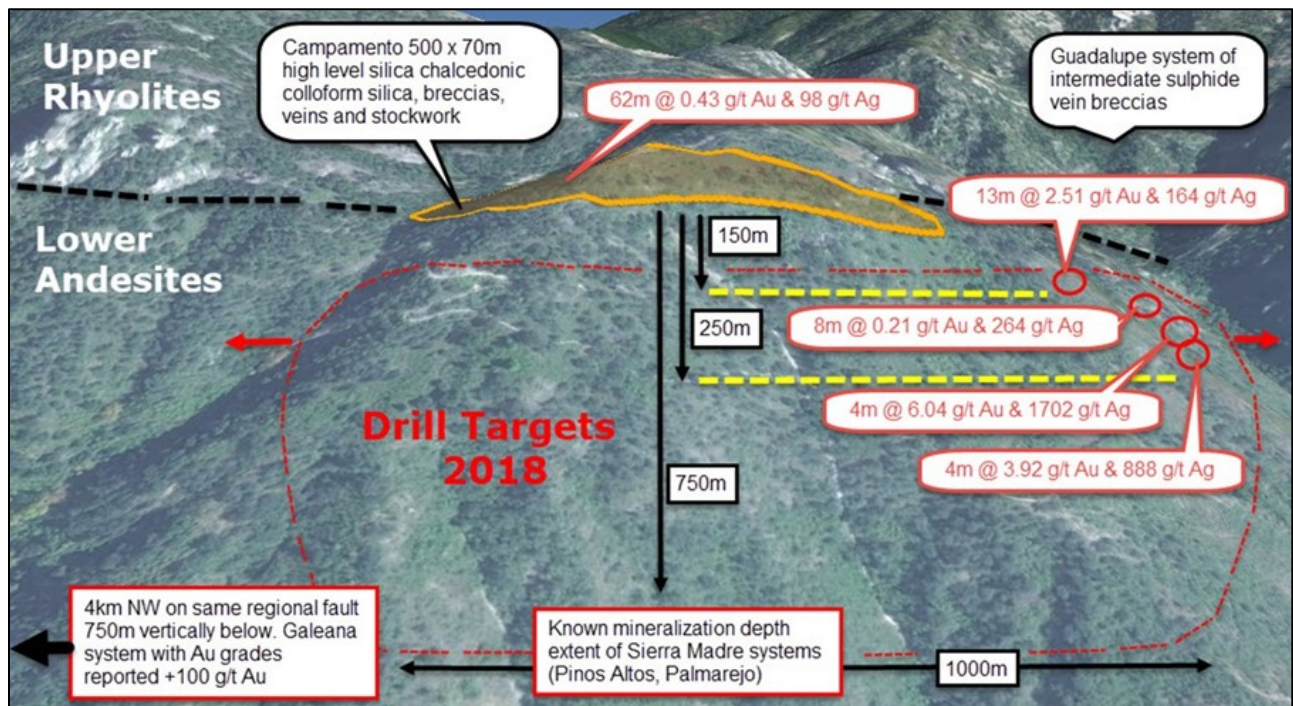 Upper
Rhyolites
Campamento 500 x 70m
high level silica chalcedonic
colloform silica, breccias,
veins and stockwork
62m @ 0.43 g/t Au & 98 g/t Ag
Guadalupe system of
intermediate sulphide
vein breccias
13m @ 2.51 g/t Au & 164 g/t Ag
Lower
Andesites
150m
250m
8m @ 0.21 g/t Au & 264 g/t Ag
4m @ 6.04 g/t Au & 1702 g/t Ag
Drill Targets
2018
4m @ 3.92 g/t Au & 888 g/t Ag
750m
4km NW on same regional fault
750m vertically below. Galeana
system with Au grades
reported +100 g/t Au
Known mineralization depth
extent of Sierra Madre systems
(Pinos Altos, Palmarejo)
1000m